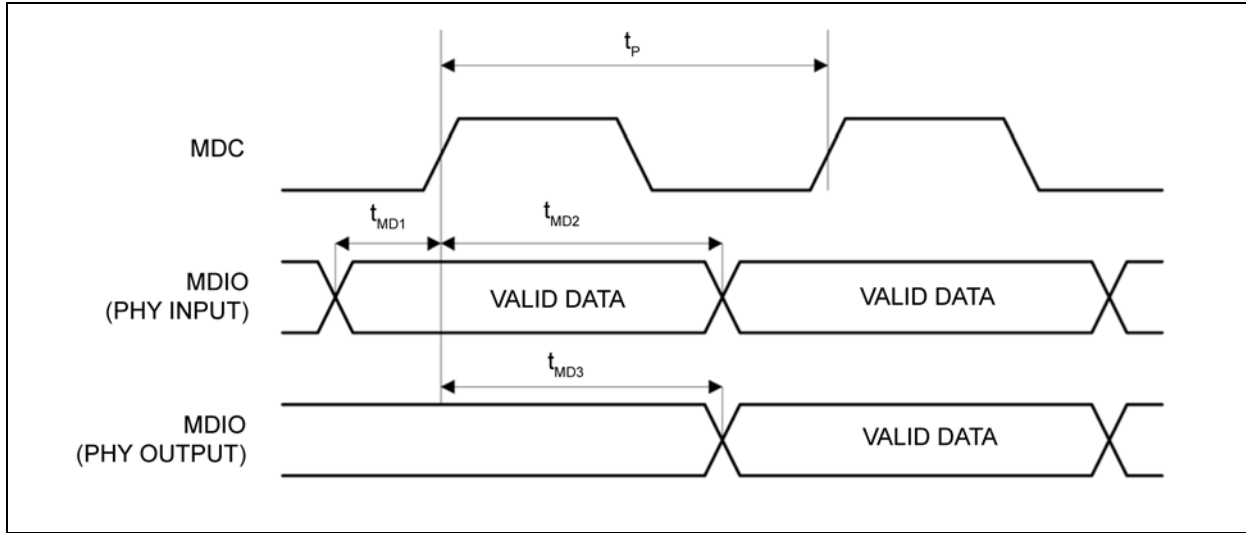 tP
MDC
tMD1
tMD2
MDIO
(PHY INPUT)
VALID DATA
VALID DATA
tMD3
MDIO
(PHY OUTPUT)
VALID DATA